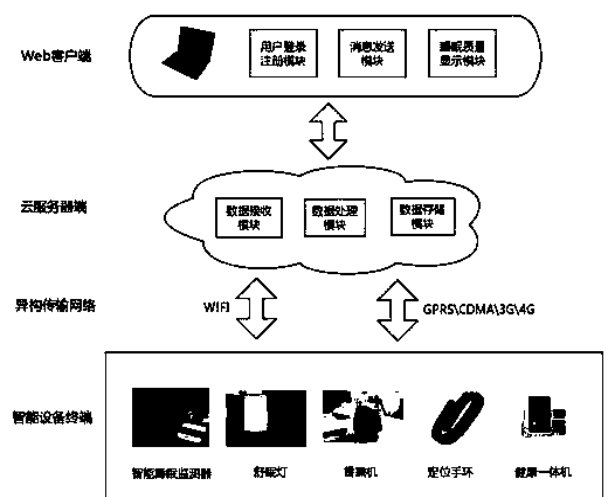 Web客户端
用户登录
注册模块
消息发送
模块
睡眠质量
显示模块
云服务器端
数据接收
模块
数据处理
模块
数据存储
模块
异构传输网络
WIFI
GPRS\CDMA\3G\4G
智能设备终端
智能睡眠监测器
舒眠灯
香薰机
定位手环
健康一体机